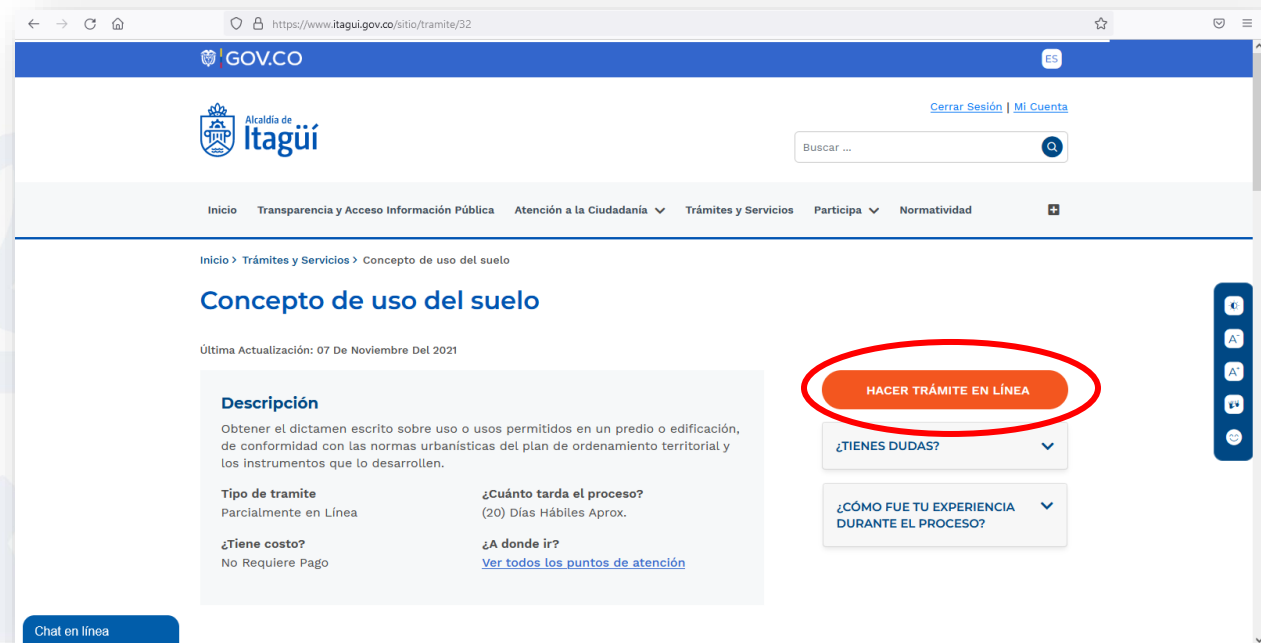 https://www.itagui.gov.co/sitio/tramite/32
GOV.CO
ES
Cerrar Sesión | Mi Cuenta
Alcaldía de
Itagüí
Buscar ...
Inicio Transparencia y Acceso Información Pública Atención a la Ciudadanía Trámites y Servicios Participa Normatividad
Inicio > Trámites y Servicios > Concepto de uso del suelo
Concepto de uso del suelo
Última Actualización: 07 De Noviembre Del 2021
HACER TRÁMITE EN LÍNEA
Descripción
Obtener el dictamen escrito sobre uso o usos permitidos en un predio o edificación,
de conformidad con las normas urbanísticas del plan de ordenamiento territorial y
los instrumentos que lo desarrollen.
Tipo de tramite
Parcialmente en Línea
¿Cuánto tarda el proceso?
(20) Días Hábiles Aprox.
¿Tiene costo?
No Requiere Pago
¿A donde ir?
Ver todos los puntos de atención
¿TIENES DUDAS?
¿CÓMO FUE TU EXPERIENCIA
DURANTE EL PROCESO?
A-
A+
Chat en línea